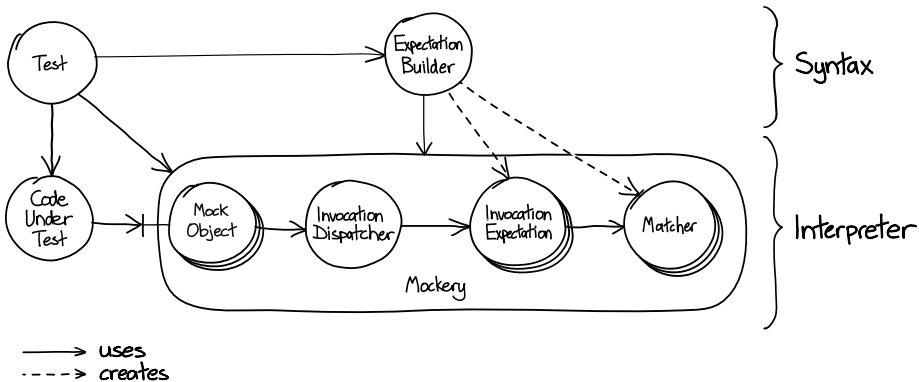 Test
Expectation
Builder
Syntax
Code
Under
Test
Mock
Object
Invocation
Dispatcher
Invocation
Expectation
Matcher
Interpreter
Mockery
uses
creates